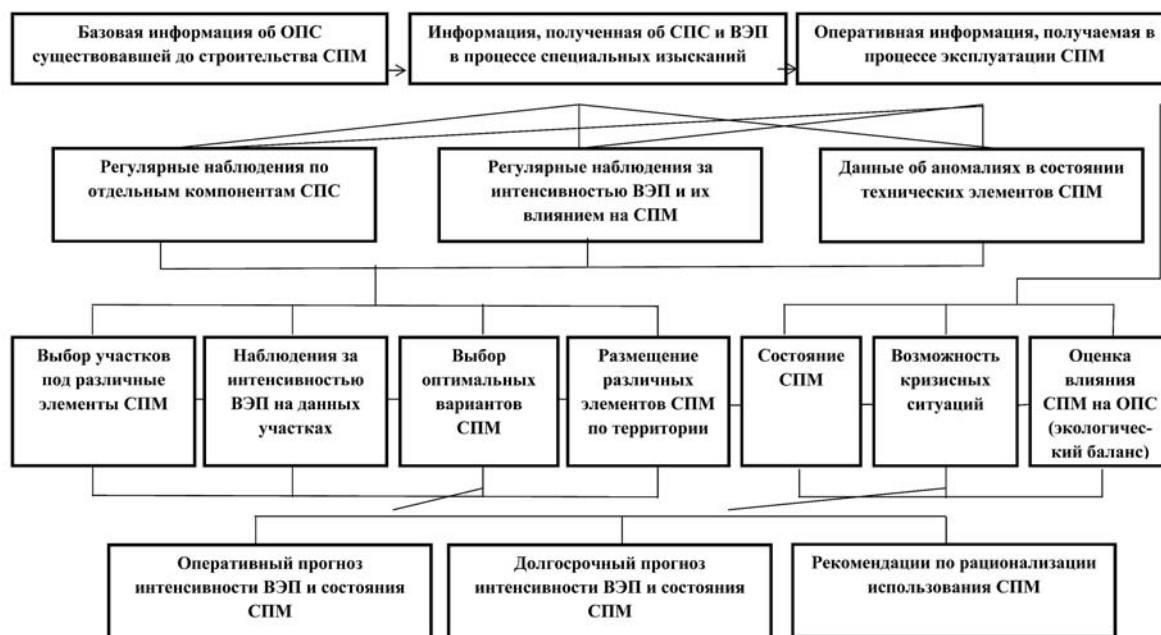 Базовая информация об ОПС
существовавшей до строительства СПМ
Информация, полученная об СПС и ВЭП
в процессе специальных изысканий
Оперативная информация, получаемая в
процессе эксплуатации СПМ
Регулярные наблюдения по
отдельным компонентам СПС
Регулярные наблюдения за
интенсивностью ВЭП и их
влиянием на СПМ
Данные об аномалиях в состоянии
технических элементов СПМ
Выбор участков
под различные
элементы СПМ
Наблюдения за
интенсивностью
ВЭП на данных
участках
Выбор
оптимальных
вариантов
СПМ
Размещение
различных
элементов СПМ
по территории
Состояние
СПМ
Возможность
кризисных
ситуаций
Оценка
влияния
СПМ на ОПС
(экологичес-
кий баланс)
Оперативный прогноз
интенсивности ВЭП и состояния
СПМ
Долгосрочный прогноз
интенсивности ВЭП и состояния
СПМ
Рекомендации по рационализации
использования СПМ